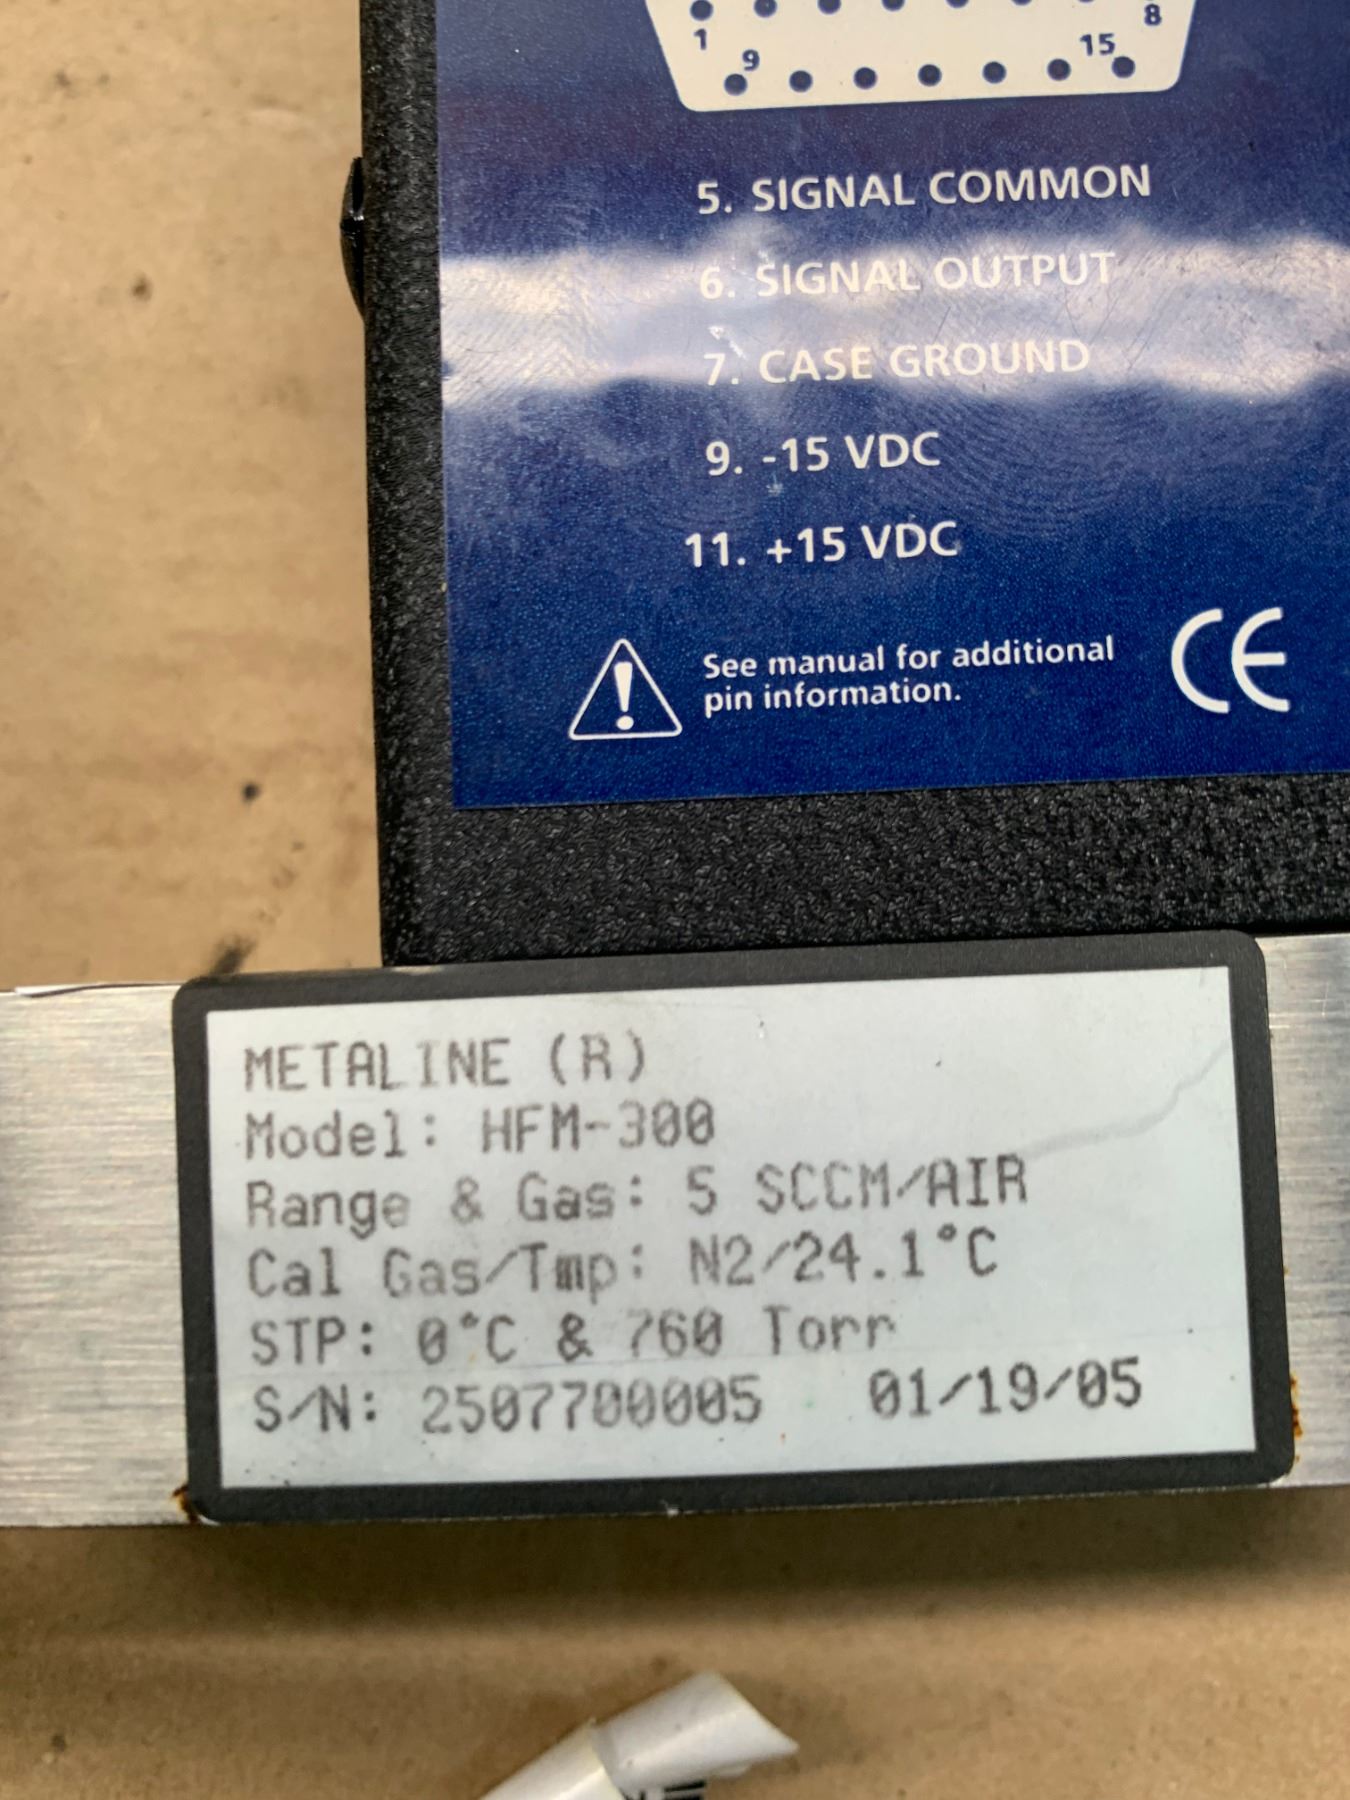 1 8
9 15
5. SIGNAL COMMON
6. SIGNAL OUTPUT
7. CASE GROUND
9. -15 VDC
11. +15 VDC
See manual for additional
pin information.
CE
METALINE (R)
Model: HFM-300
Range & Gas: 5 SCCM/AIR
Cal Gas/Tmp: N2/24.1°C
STP: 0°C & 760 Torr
S/N: 2507700005 01/19/05